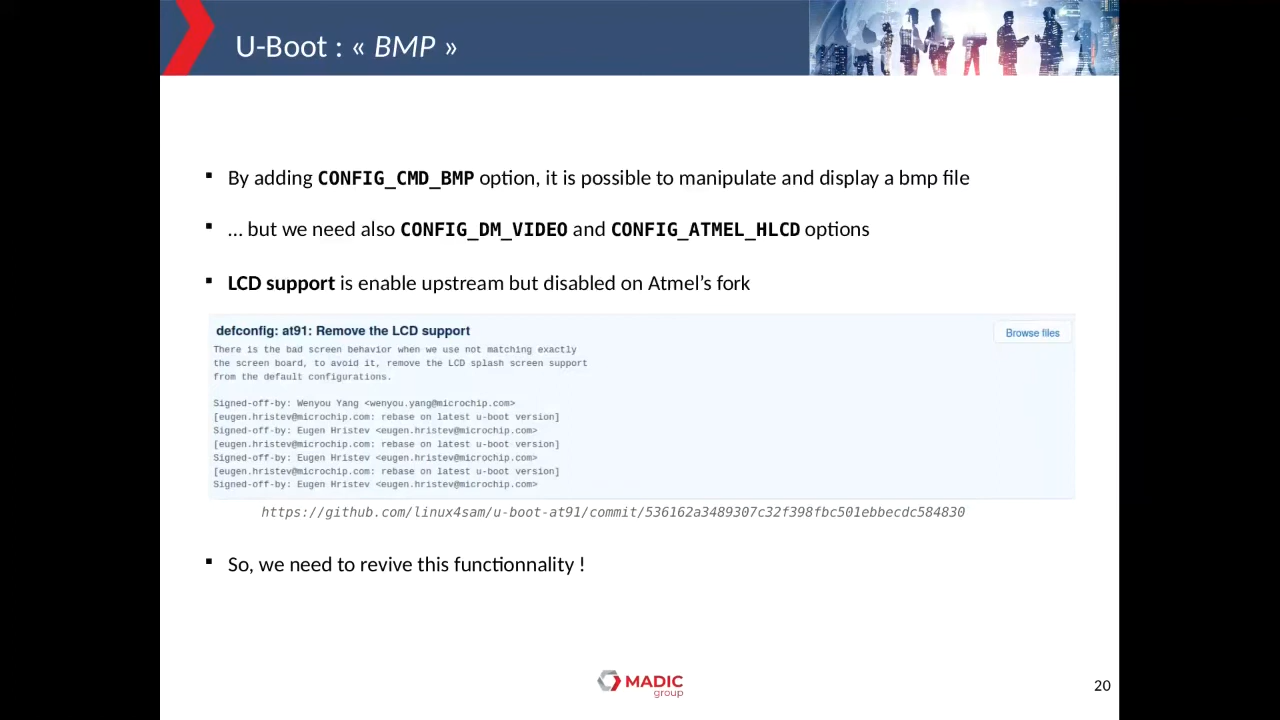 U-Boot : « BMP »
▪ By adding CONFIG_CMD_BMP option, it is possible to manipulate and display a bmp file
▪ ... but we need also CONFIG_DM_VIDEO and CONFIG_ATMEL_HLCD options
▪ LCD support is enable upstream but disabled on Atmel’s fork
defconfig: at91: Remove the LCD support
Browse files
There is the bad screen behavior when we use not matching exactly
the screen board, to avoid it, remove the LCD splash screen support
from the default configurations.
Signed-off-by: Wenyou Yang <wenyou.yang@microchip.com>
[eugen.hristev@microchip.com: rebase on latest u-boot version]
Signed-off-by: Eugen Hristev <eugen.hristev@microchip.com>
[eugen.hristev@microchip.com: rebase on latest u-boot version]
Signed-off-by: Eugen Hristev <eugen.hristev@microchip.com>
[eugen.hristev@microchip.com: rebase on latest u-boot version]
Signed-off-by: Eugen Hristev <eugen.hristev@microchip.com>
https://github.com/linux4sam/u-boot-at91/commit/536162a3489307c32f398fbc501ebbecdc584830
▪ So, we need to revive this functionnality !
MADIC
group
20